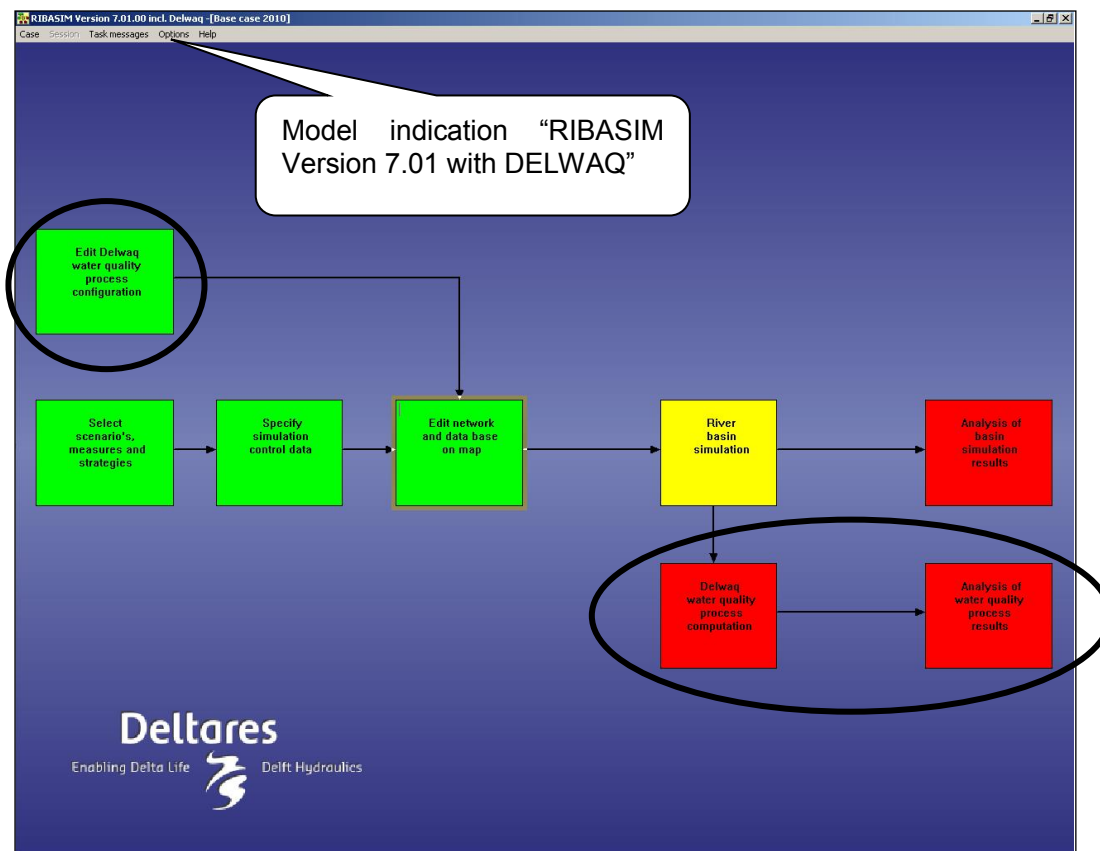 RIBASIM Version 7.01.00 incl. Delwaq -[Base case 2010]
Case Session Task messages Options Help
Model indication “RIBASIM
Version 7.01 with DELWAQ”
Edit Delwaq
water quality
process
configuration
Select
scenario's,
measures and
strategies
Specify
simulation
control data
Edit network
and data base
on map
River
basin
simulation
Analysis of
basin
simulation
results
Delwaq
water quality
process
computation
Analysis of
water quality
process
results
Deltares
Enabling Delta Life Delft Hydraulics